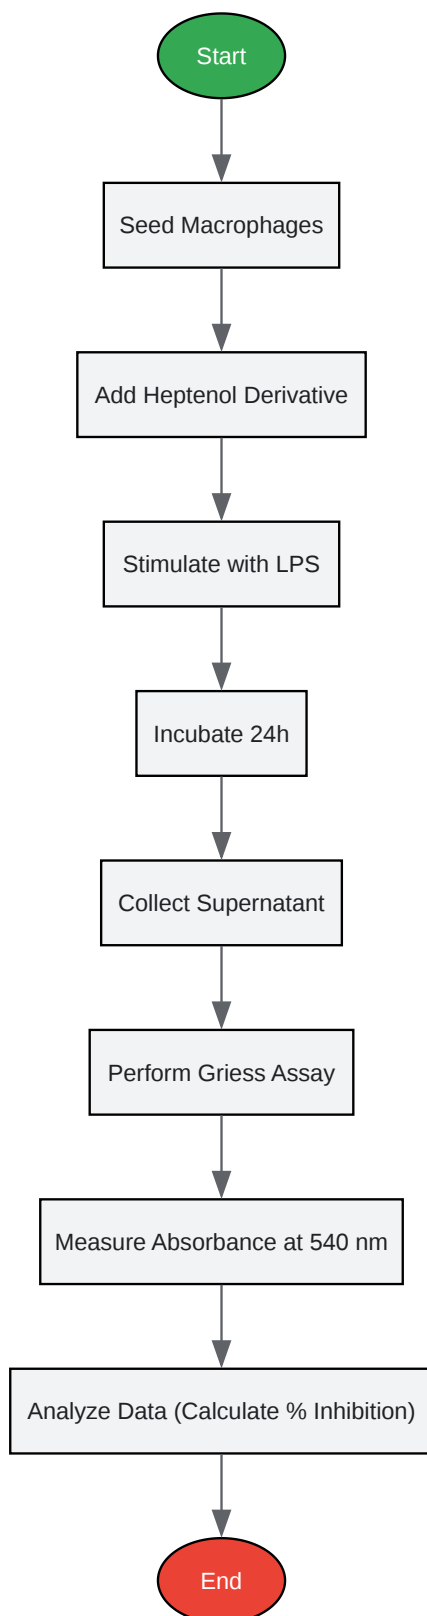 Start
Seed Macrophages
Add Heptenol Derivative
Stimulate with LPS
Incubate 24h
Collect Supernatant
Perform Griess Assay
Measure Absorbance at 540 nm
Analyze Data (Calculate % Inhibition)
End